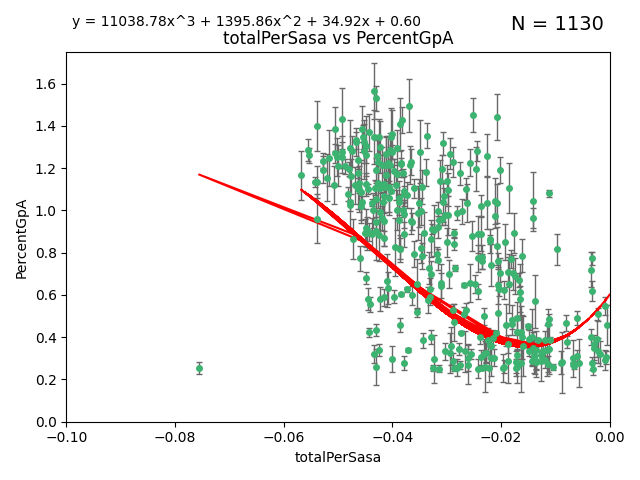 y = 11038.78x^3 + 1395.86x^2 + 34.92x + 0.60
N = 1130
totalPerSasa vs PercentGpA
1.6
1.4
1.2
1.0
0.8
0.6
0.4
0.2
0.0
PercentGpA
−0.10 −0.08 −0.06 −0.04 −0.02 0.00
totalPerSasa